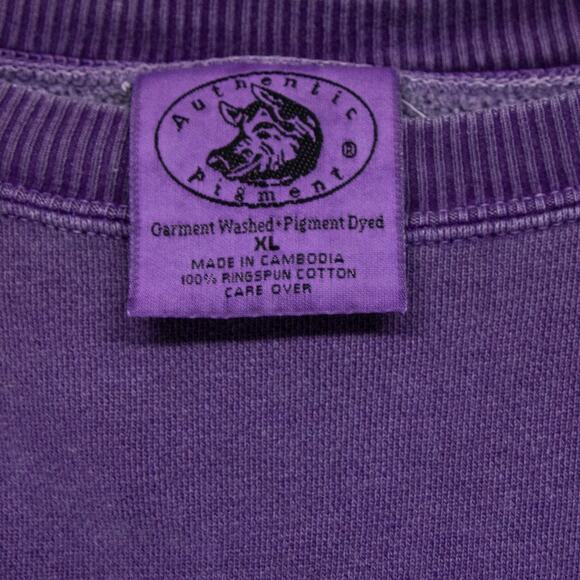 Authentic
Pigment®
Garment Washed•Pigment Dyed
XL
MADE IN CAMBODIA
100% RINGSPUN COTTON
CARE OVER